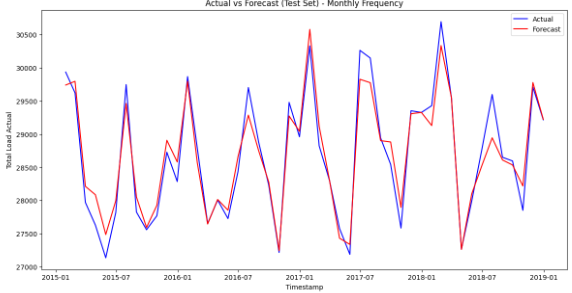 Actual vs Forecast (Test Set) - Monthly Frequency
Actual
Forecast
Total Load Actual
30500
30000
29500
29000
28500
28000
27500
27000
2015-01 2015-07 2016-01 2016-07 2017-01 2017-07 2018-01 2018-07 2019-01
Timestamp